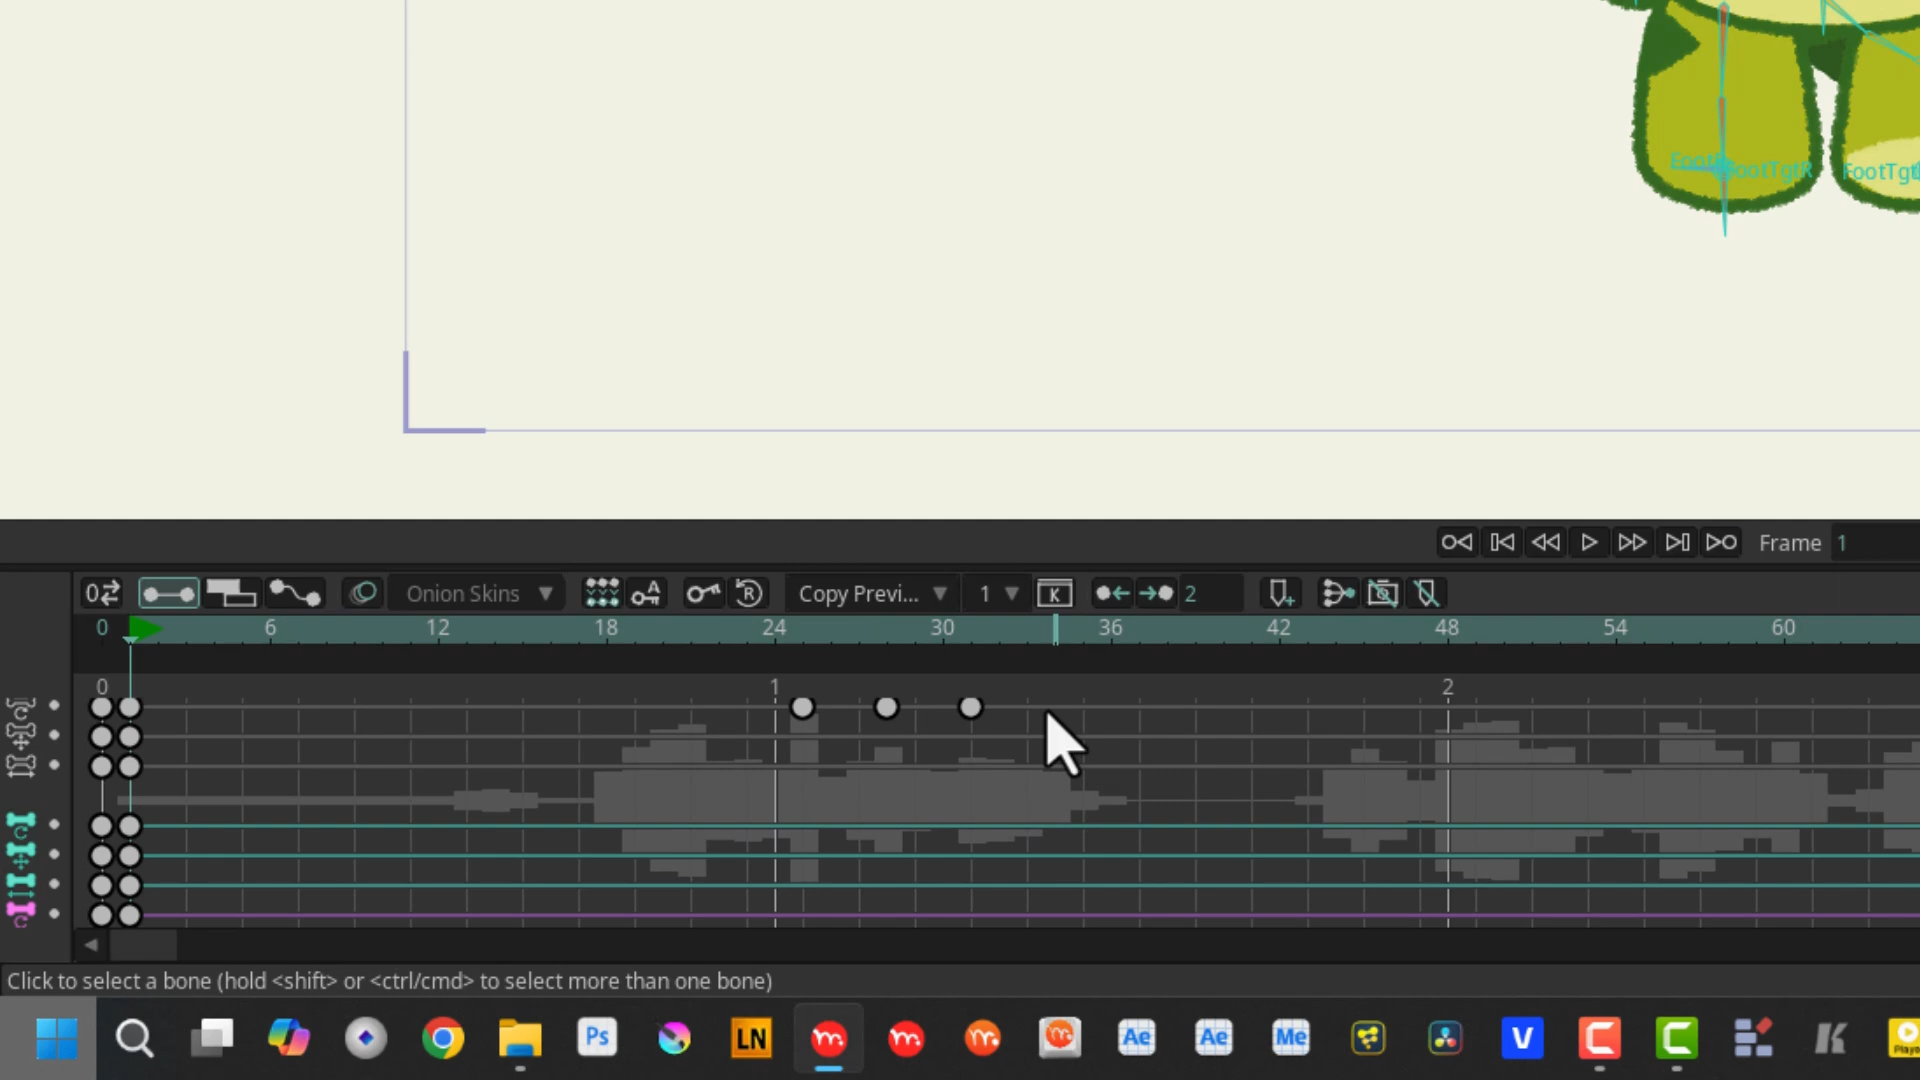 FootTgtR
FootTgt
Frame 1
Onion Skins
Copy Previ... 1
K
2
0 6 12 18 24 30 36 42 48 54 60
0 1 2
Click to select a bone (hold <shift> or <ctrl/cmd> to select more than one bone)
Ps LN Ae Ae Me V C C K Playe